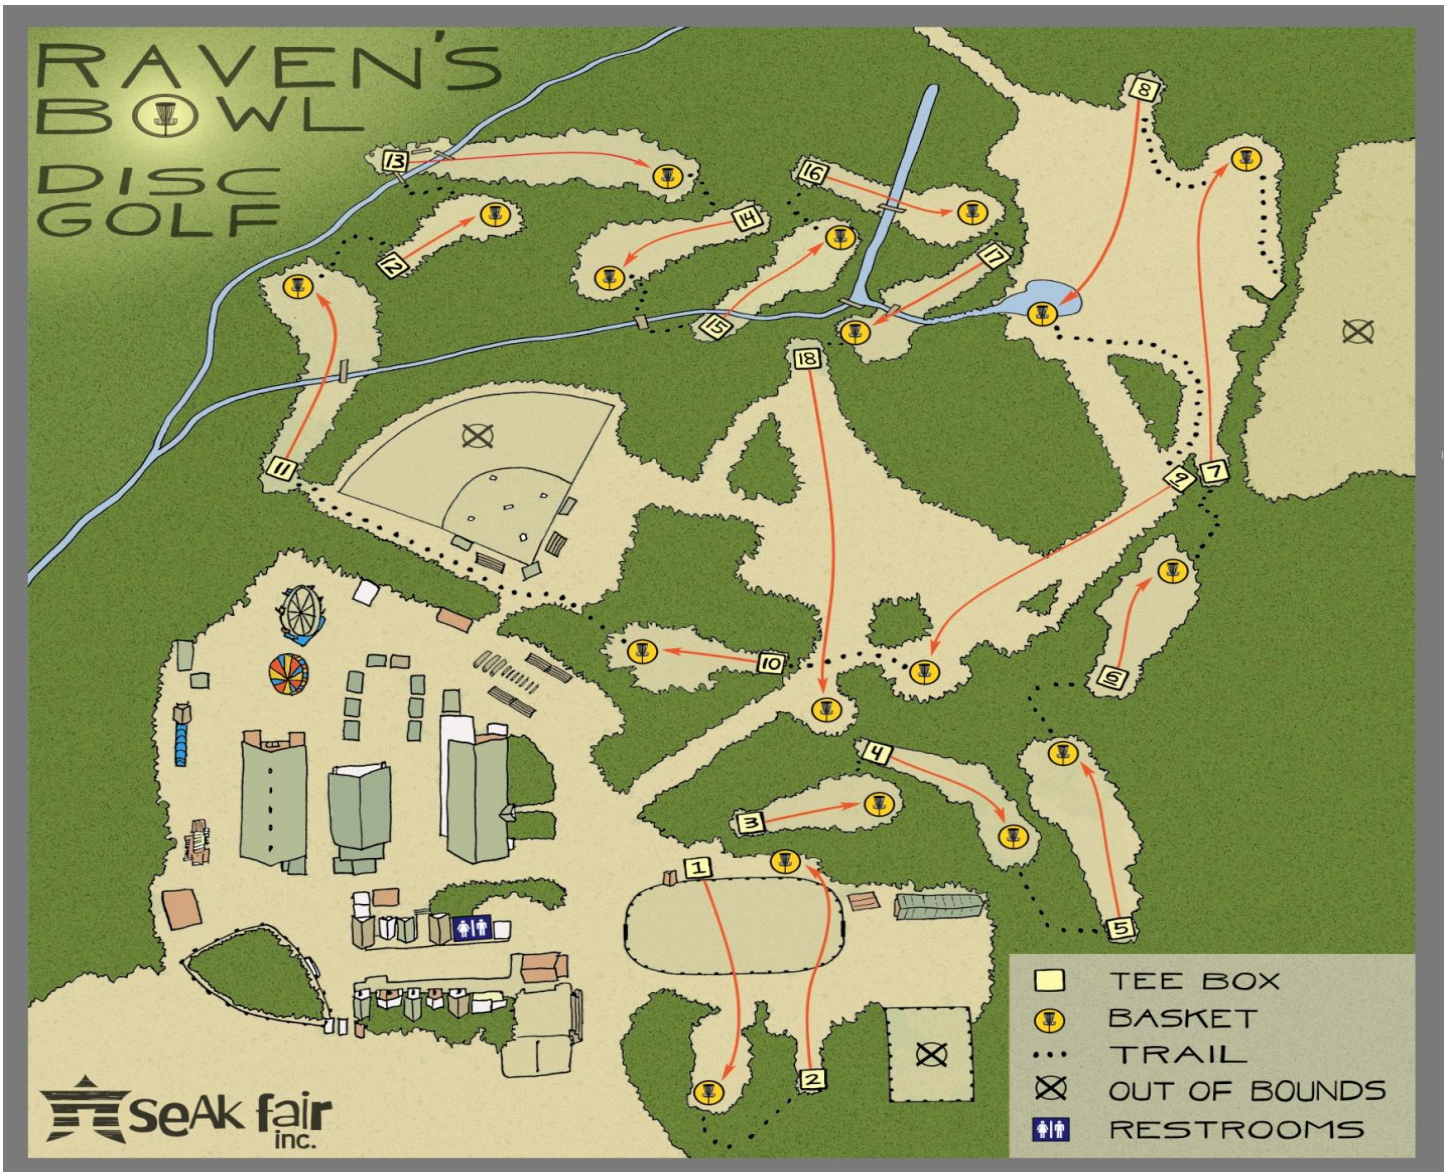 RAVEN'S
BOWL
DISC
GOLF
8
13
16
14
12
17
15
18
11
9
7
10
6
4
3
1
5
2
TEE BOX
BASKET
TRAIL
OUT OF BOUNDS
RESTROOMS
seAk fair
inc.